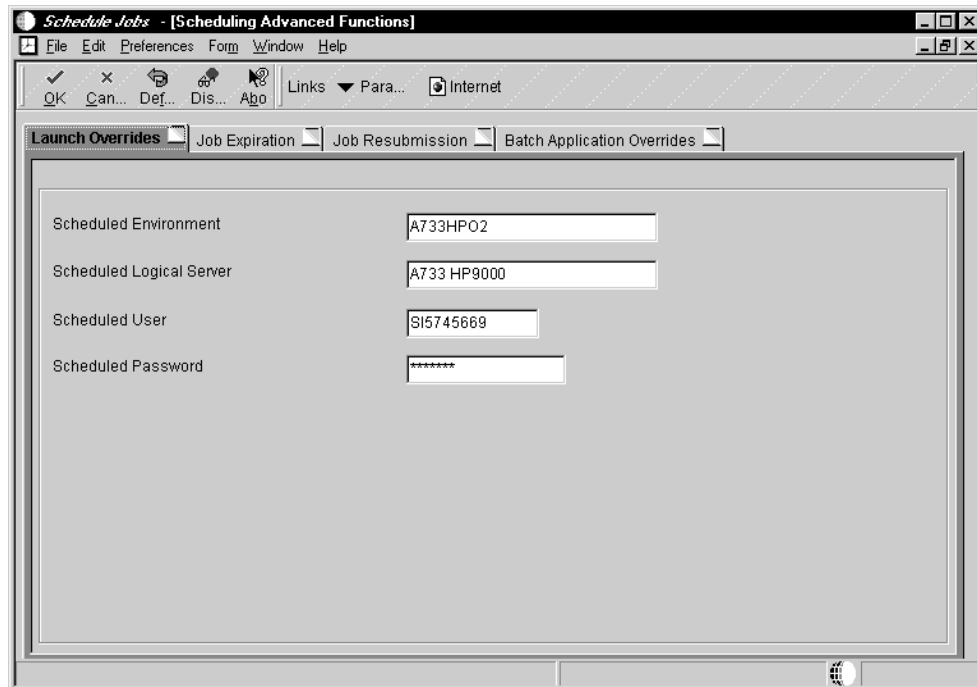 Schedule Jobs - [Scheduling Advanced Functions]
File Edit Preferences Form Window Help
OK Can... Def... Dis... Abo Links Para... Internet
Launch Overrides Job Expiration Job Resubmission Batch Application Overrides
Scheduled Environment A733HPO2
Scheduled Logical Server A733 HP9000
Scheduled User SI5745669
Scheduled Password *******